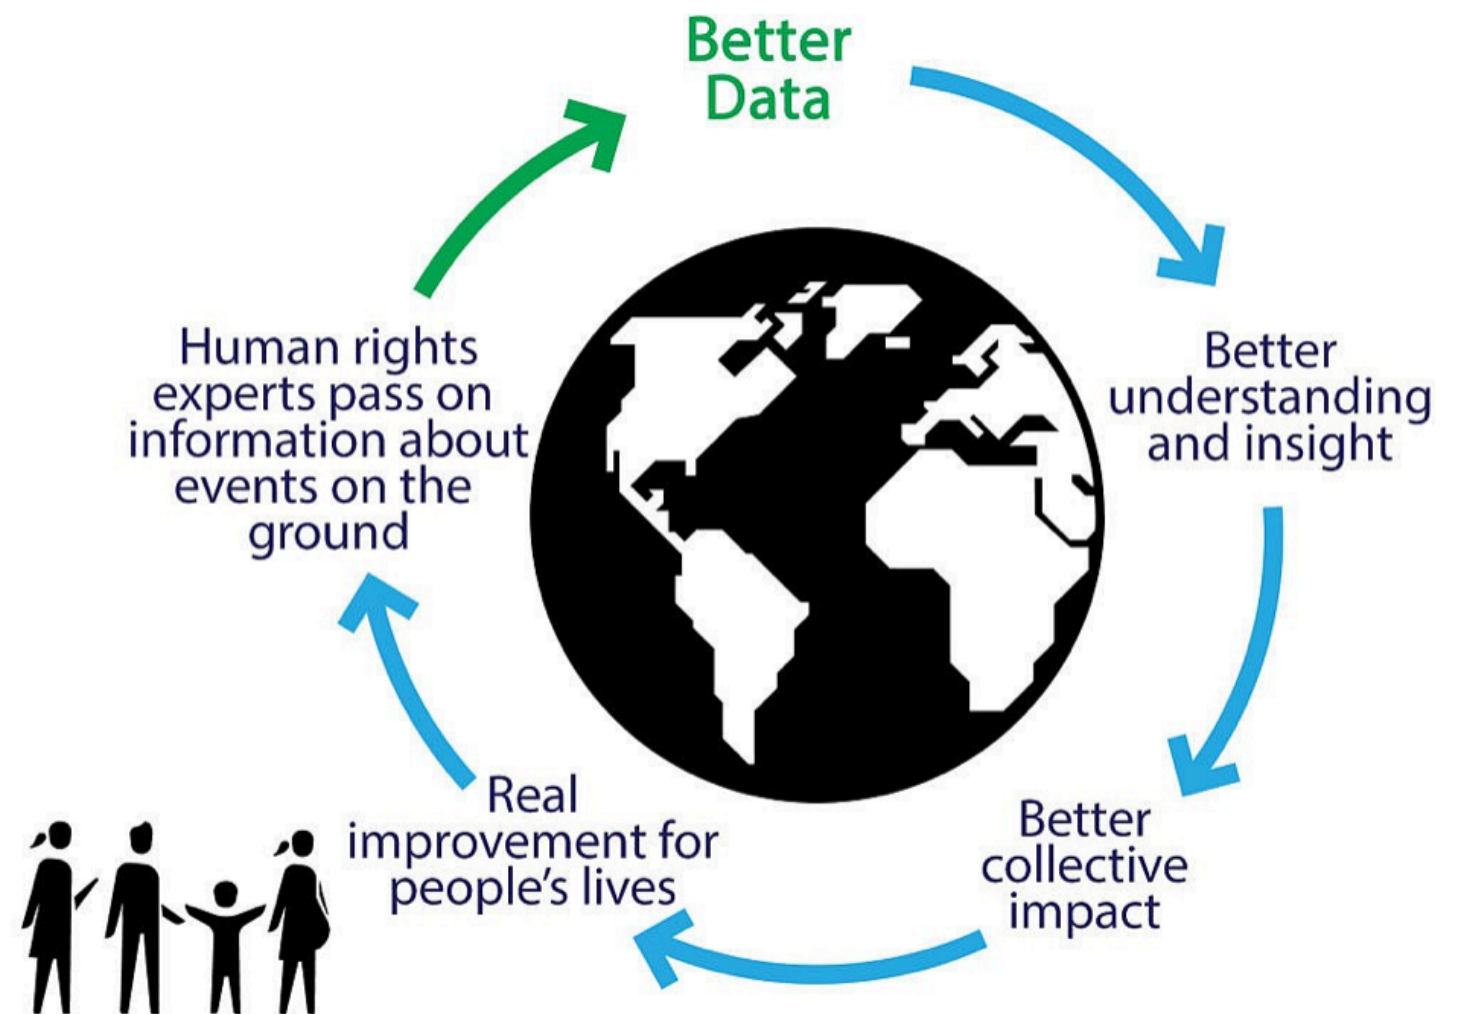 Better
Data
Better
understanding
and insight
Better
collective
impact
Real
improvement for
people’s lives
Human rights
experts pass on
information about
events on the
ground